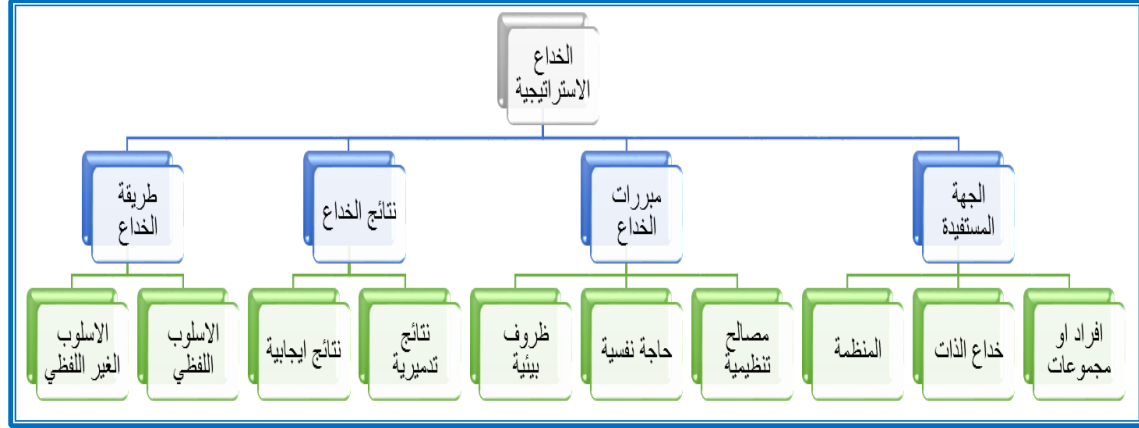 الخداع
الاستراتيجية
الجهة
المستفيدة
مبررات
الخداع
نتائج الخداع
طريقة
الخداع
افراد او
مجموعات
خداع الذات
المنظمة
مصالح
تنظيمية
حاجة نفسية
ظروف
بيئية
نتائج
تدميرية
نتائج ايجابية
الاسلوب
اللفظي
الاسلوب
الغير اللفظي